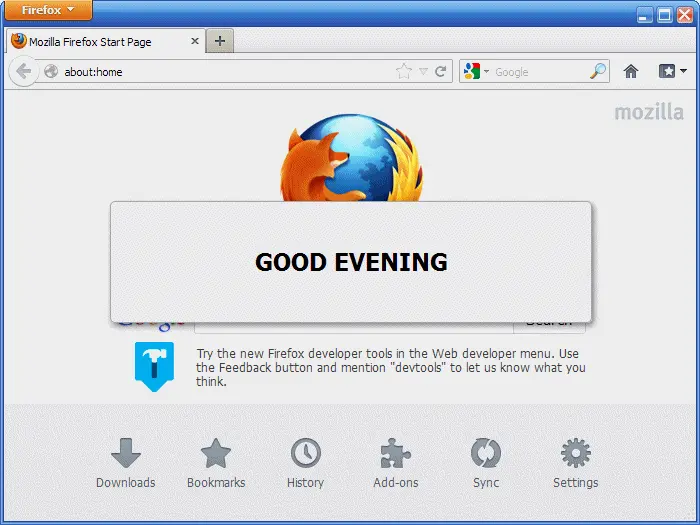 Firefox
Mozilla Firefox Start Page
about:home
Google
mozilla
GOOD EVENING
Google
Search
Try the new Firefox developer tools in the Web developer menu. Use
the Feedback button and mention "devtools" to let us know what you
think.
Downloads
Bookmarks
History
Add-ons
Sync
Settings